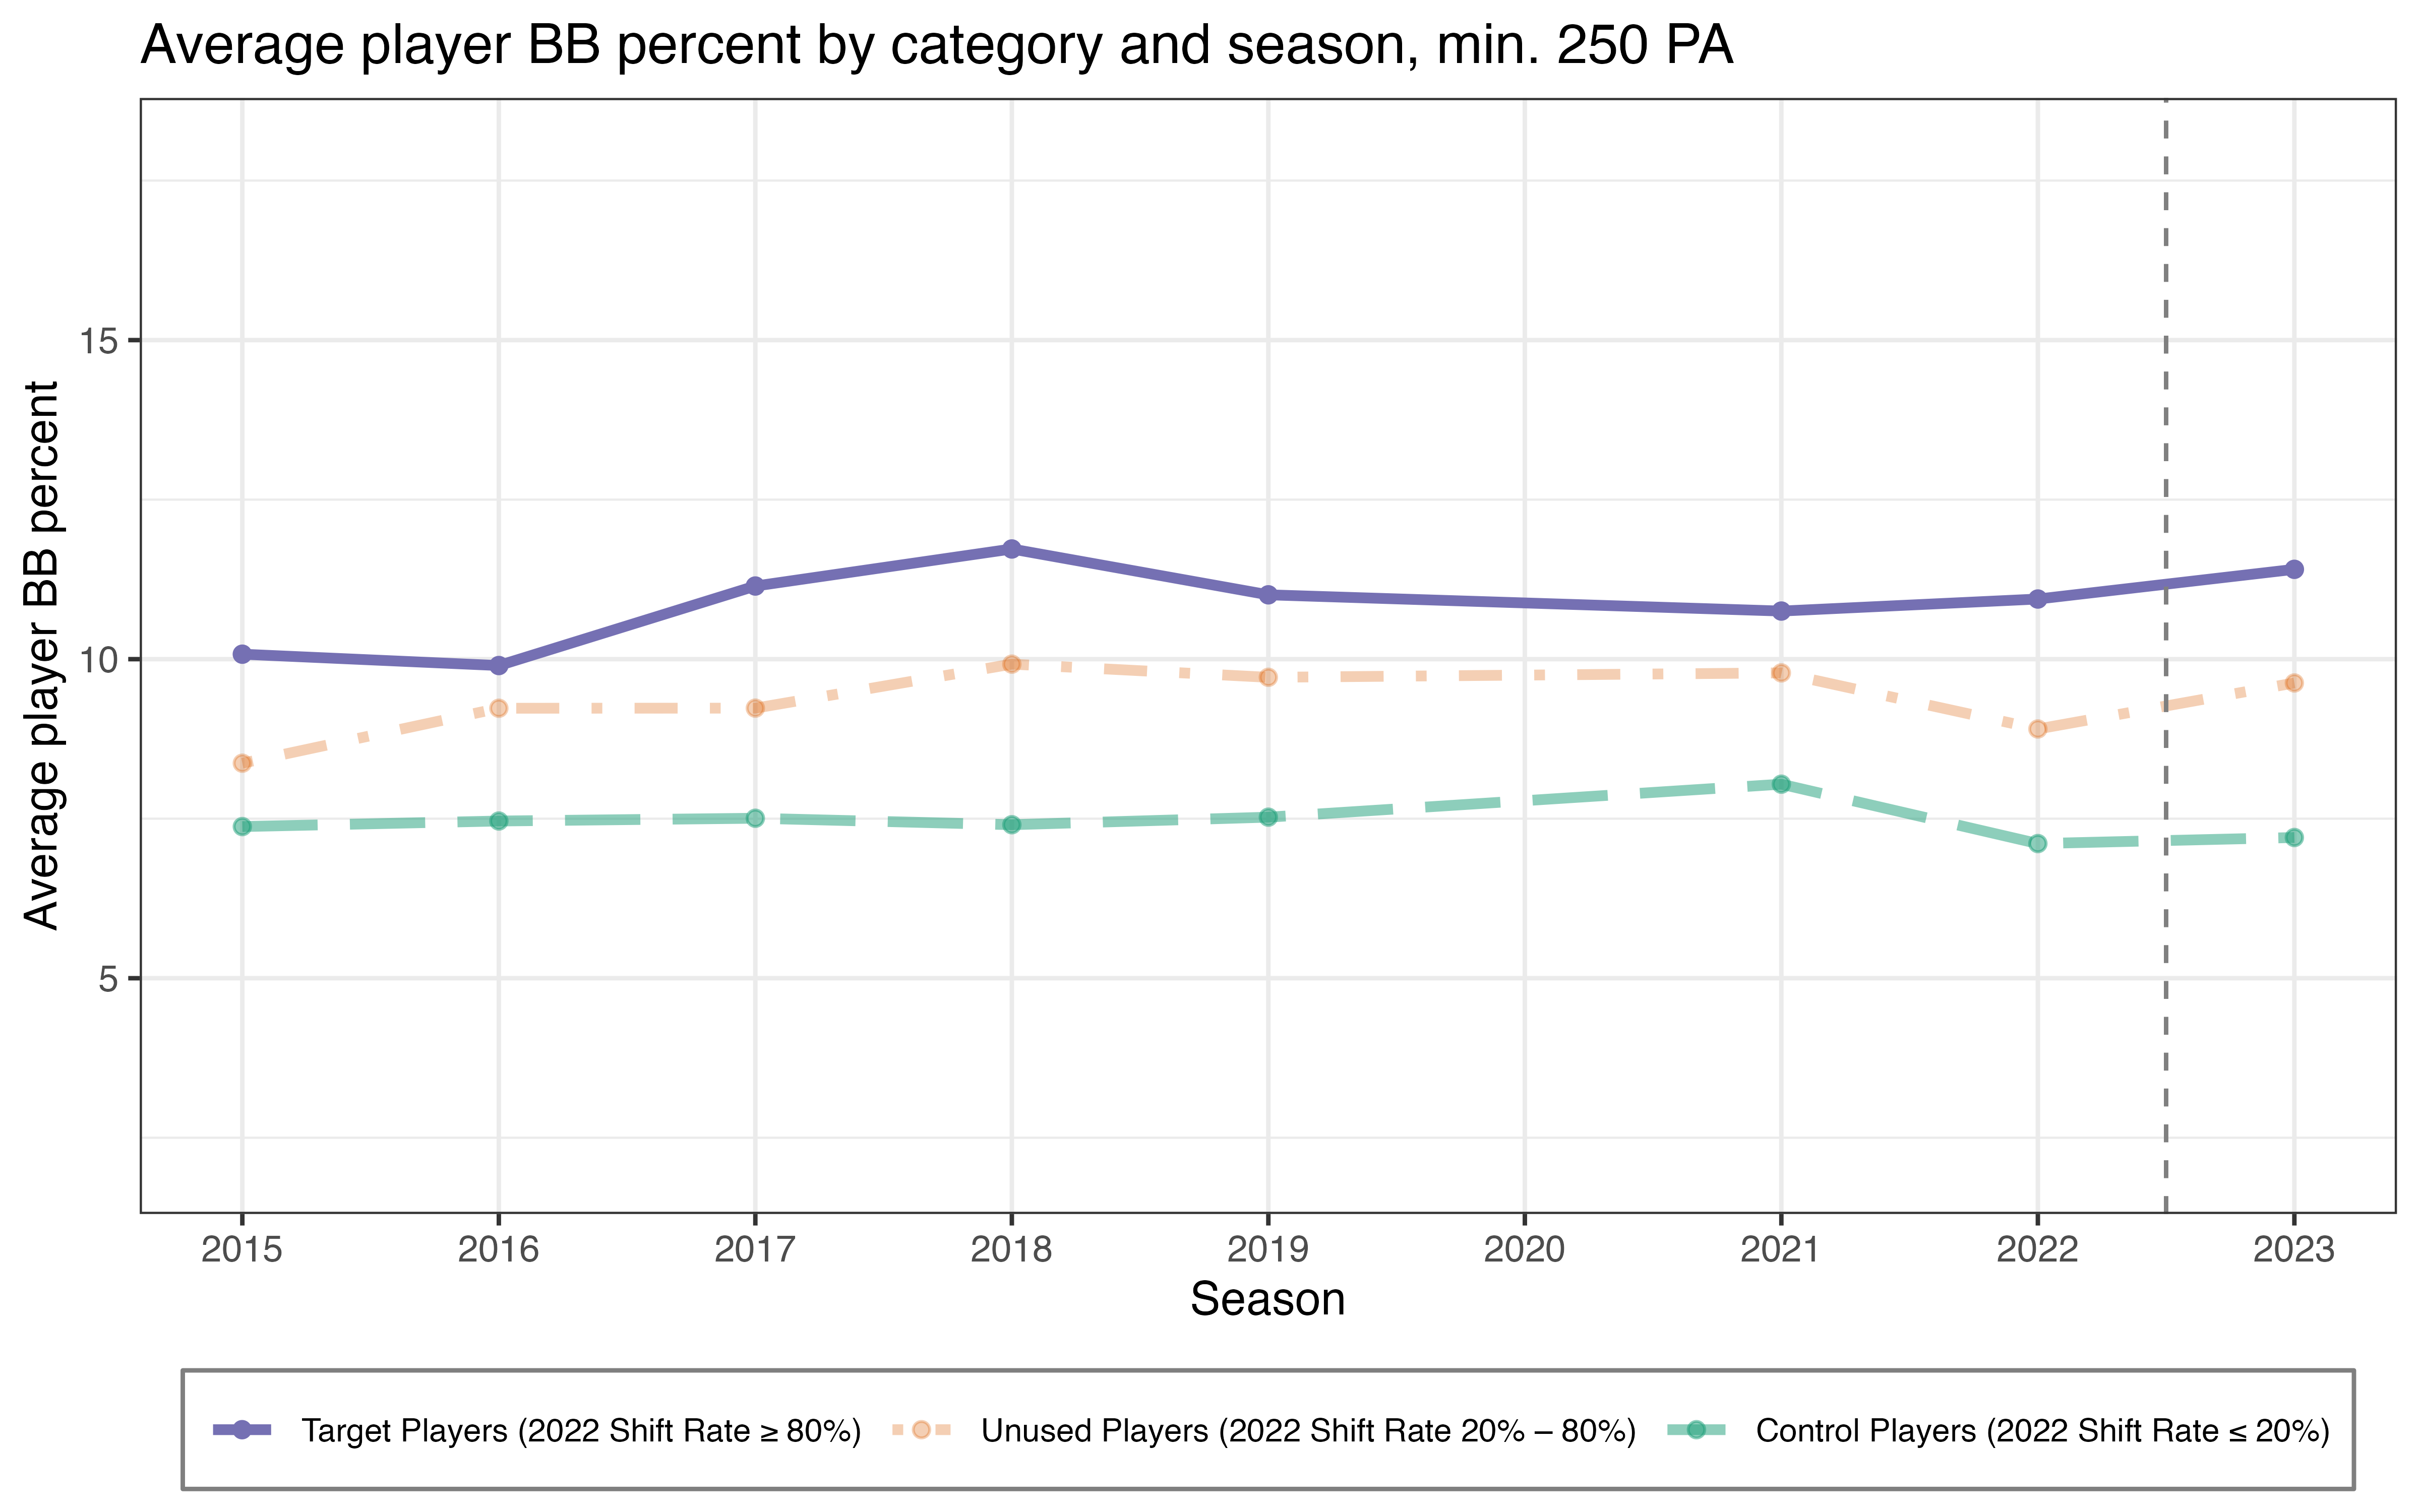 Average player BB percent by category and season, min. 250 PA
Average player BB percent
15
10
5
2015 2016 2017 2018 2019 2020 2021 2022 2023
Season
Target Players (2022 Shift Rate ≥ 80%) Unused Players (2022 Shift Rate 20% – 80%) Control Players (2022 Shift Rate ≤ 20%)